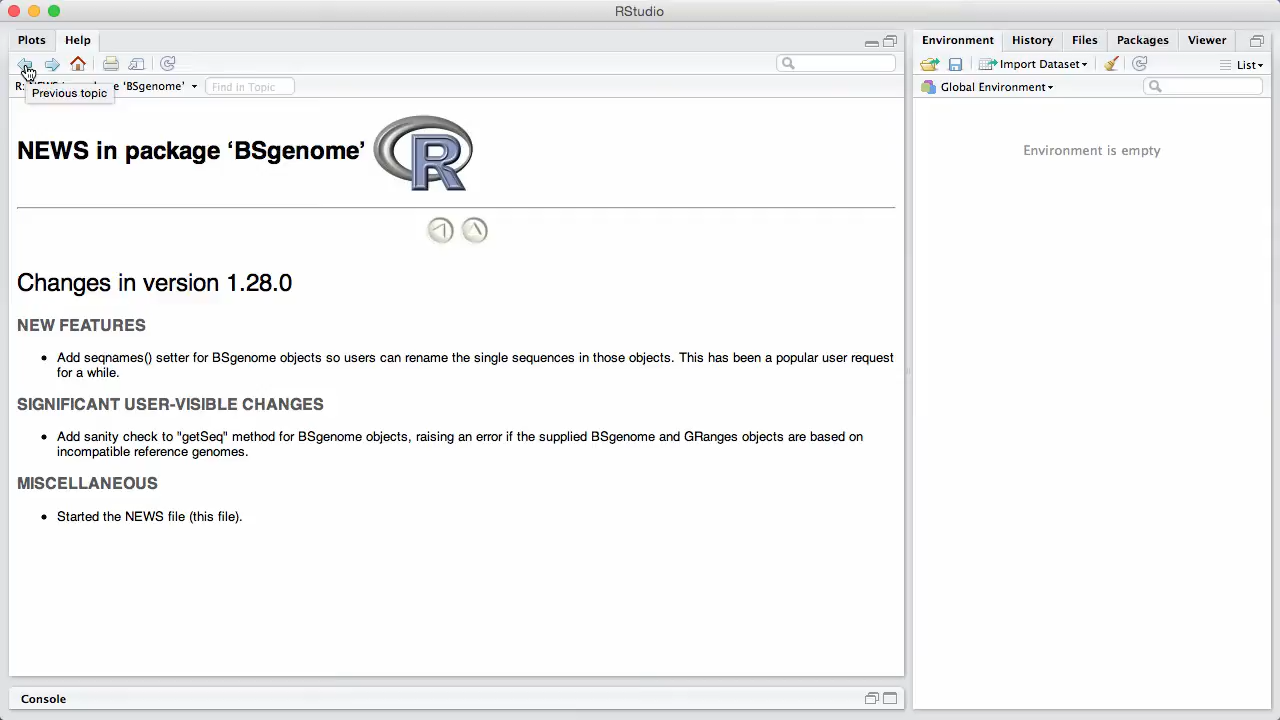 RStudio
Plots Help
Previous topic
'BSgenome' Find in Topic
NEWS in package ‘BSgenome’ R
Changes in version 1.28.0
NEW FEATURES
• Add seqnames() setter for BSgenome objects so users can rename the single sequences in those objects. This has been a popular user request
for a while.
SIGNIFICANT USER-VISIBLE CHANGES
• Add sanity check to "getSeq" method for BSgenome objects, raising an error if the supplied BSgenome and GRanges objects are based on
incompatible reference genomes.
MISCELLANEOUS
• Started the NEWS file (this file).
Console
Environment History Files Packages Viewer
Import Dataset List
Global Environment
Environment is empty